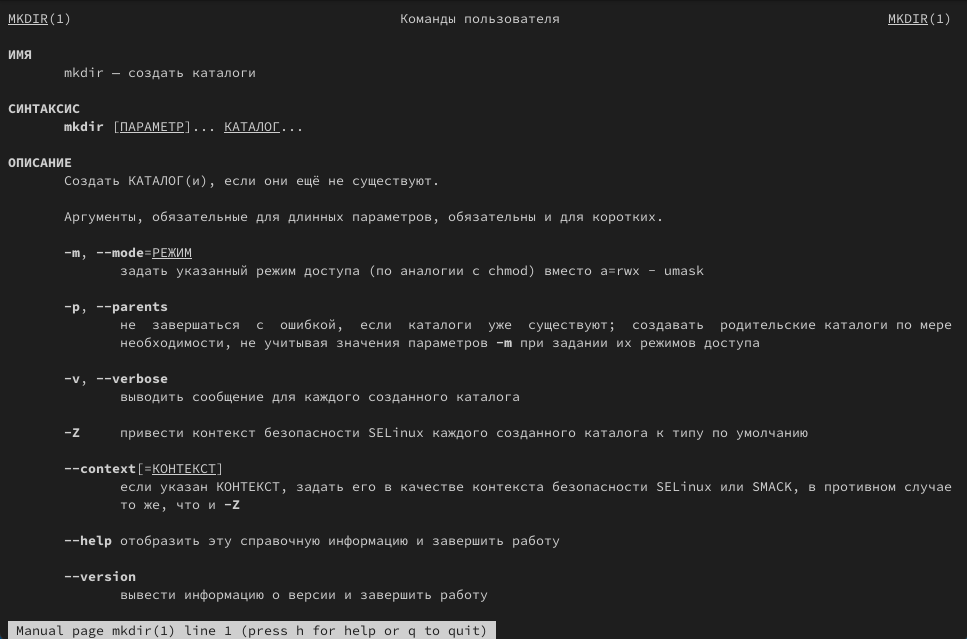 MKDIR(1) Команды пользователя MKDIR(1)
ИМЯ
mkdir — создать каталоги
СИНТАКСИС
mkdir [ПАРАМЕТР]... КАТАЛОГ...
ОПИСАНИЕ
Создать КАТАЛОГ(и), если они ещё не существуют.
Аргументы, обязательные для длинных параметров, обязательны и для коротких.
-m, --mode=РЕЖИМ
задать указанный режим доступа (по аналогии с chmod) вместо a=rwx - umask
-p, --parents
не завершаться с ошибкой, если каталоги уже существуют; создавать родительские каталоги по мере
необходимости, не учитывая значения параметров -m при задании их режимов доступа
-v, --verbose
выводить сообщение для каждого созданного каталога
-Z привести контекст безопасности SELinux каждого созданного каталога к типу по умолчанию
--context[=КОНТЕКСТ]
если указан КОНТЕКСТ, задать его в качестве контекста безопасности SELinux или SMACK, в противном случае
то же, что и -Z
--help отобразить эту справочную информацию и завершить работу
--version
вывести информацию о версии и завершить работу
Manual page mkdir(1) line 1 (press h for help or q to quit)